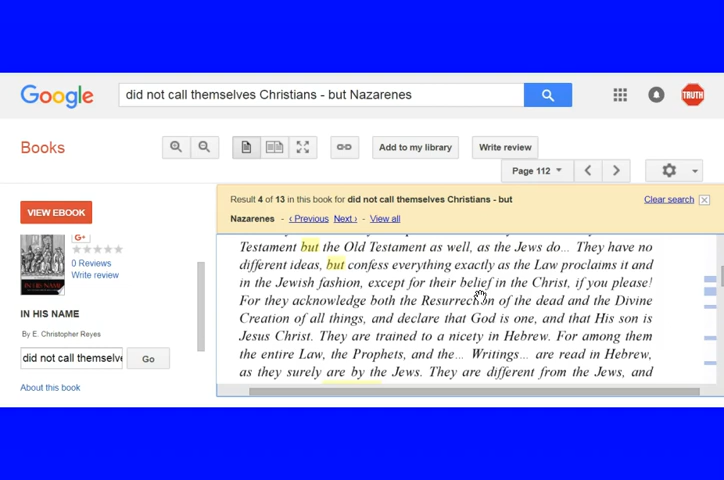 Google
did not call themselves Christians - but Nazarenes
TRUTH
Books
Add to my library
Write review
Page 112
Result 4 of 13 in this book for did not call themselves Christians - but
Nazarenes - ‹ Previous Next › - View all
Clear search
VIEW EBOOK
G+
0 Reviews
Write review
IN HIS NAME
By E. Christopher Reyes
did not call themselve
Go
About this book
Testament but the Old Testament as well, as the Jews do... They have no
different ideas, but confess everything exactly as the Law proclaims it and
in the Jewish fashion, except for their belief in the Christ, if you please!
For they acknowledge both the Resurrection of the dead and the Divine
Creation of all things, and declare that God is one, and that His son is
Jesus Christ. They are trained to a nicety in Hebrew. For among them
the entire Law, the Prophets, and the... Writings... are read in Hebrew,
as they surely are by the Jews. They are different from the Jews, and